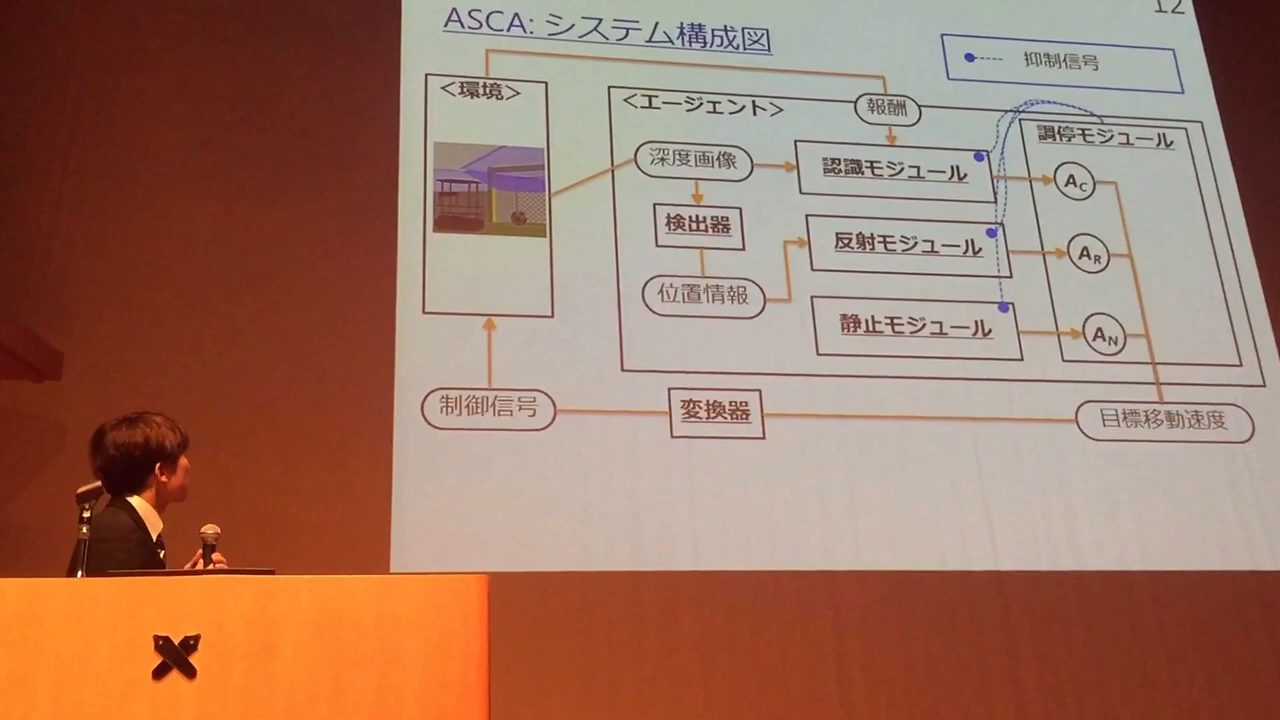 12
ASCA: システム構成図
抑制信号
<環境>
<エージェント>
報酬
調停モジュール
深度画像
認識モジュール
AC
検出器
反射モジュール
AR
位置情報
静止モジュール
AN
制御信号
変換器
目標移動速度